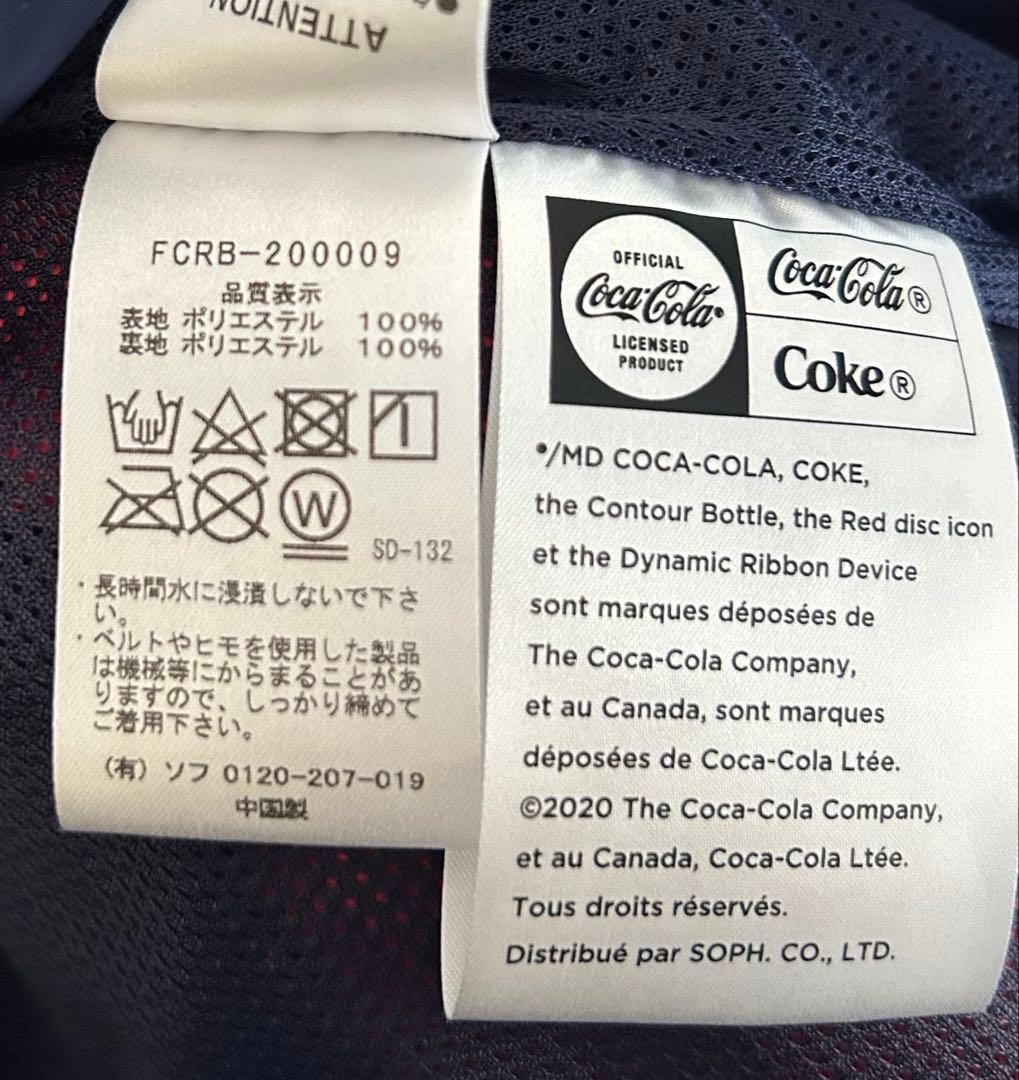 ATTENTION
FCRB-200009
品質表示
表地 ポリエステル 100%
裏地 ポリエステル 100%
W
SD-132
・長時間水に浸漬しないで下さ
い。
・ベルトやヒモを使用した製品
は機械等にからまることがあ
りますので、しっかり締めて
ご着用下さい。
(有) ソフ 0120-207-019
中国製
OFFICIAL
Coca-Cola
LICENSED
PRODUCT
Coca-Cola®
Coke®
•/MD COCA-COLA, COKE,
the Contour Bottle, the Red disc icon
et the Dynamic Ribbon Device
sont marques déposées de
The Coca-Cola Company,
et au Canada, sont marques
déposées de Coca-Cola Ltée.
©2020 The Coca-Cola Company,
et au Canada, Coca-Cola Ltée.
Tous droits réservés.
Distribué par SOPH. CO., LTD.